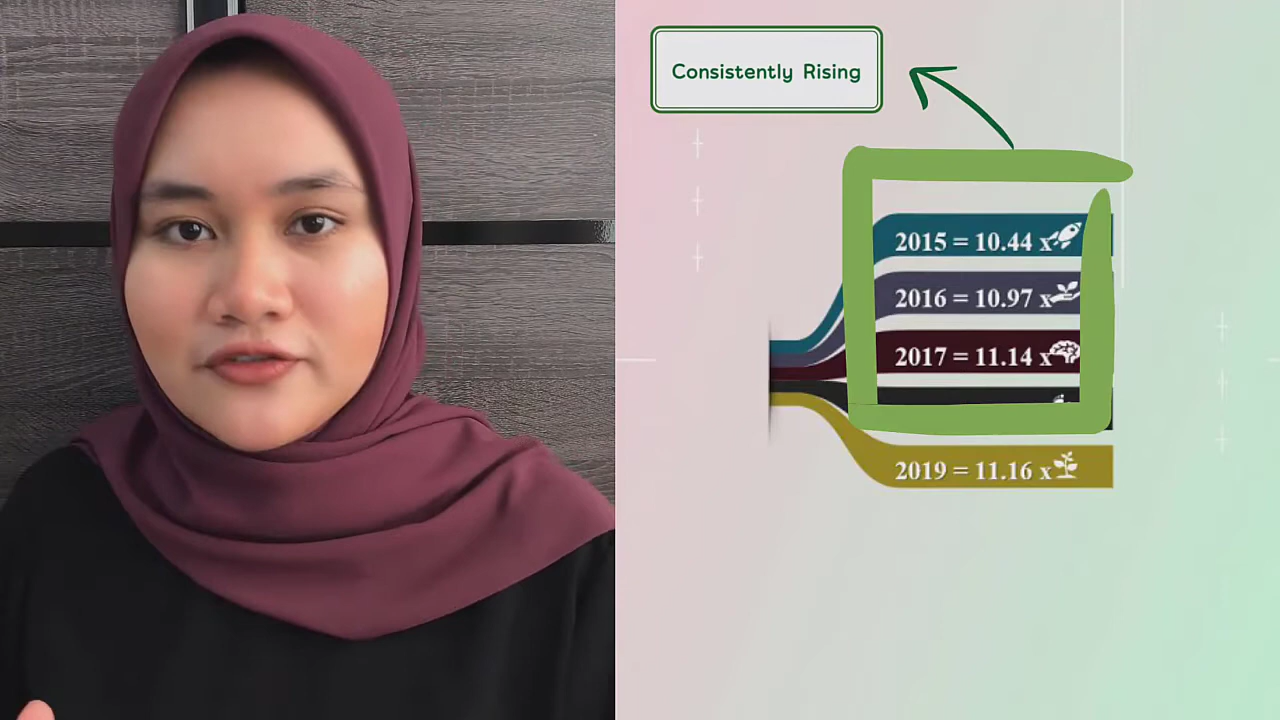 Consistently Rising
2015 = 10.44 x
2016 = 10.97 x
2017 = 11.14 x
2019 = 11.16 x